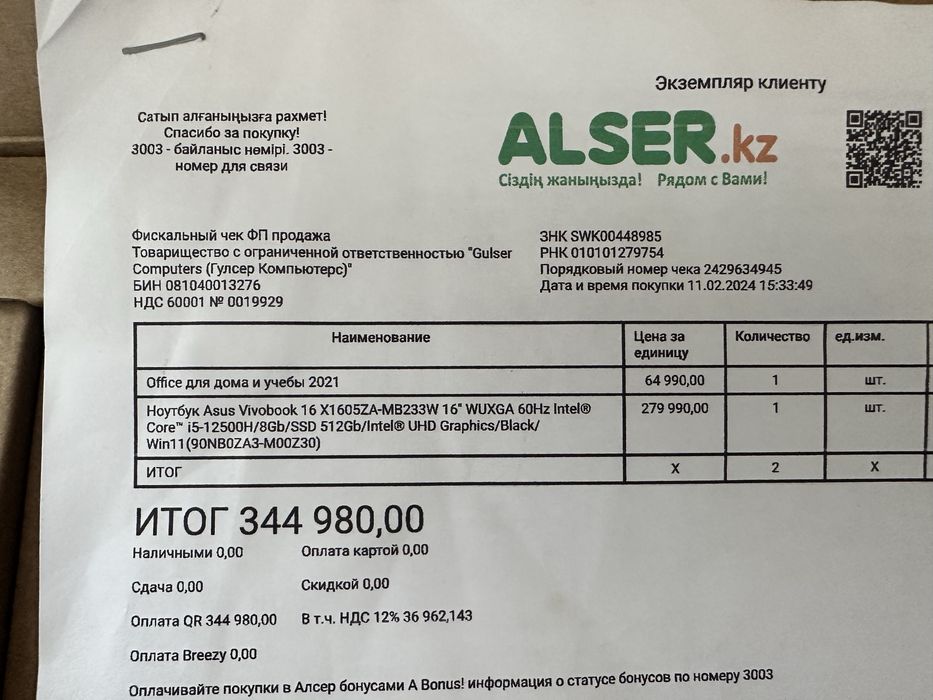 Экземпляр клиенту
Сатып алғаныңызға рахмет!
Спасибо за покупку!
3003 - байланыс нөмірі. 3003 -
номер для связи
ALSER.kz
Сіздің жаныңызда! Рядом с Вами!
Фискальный чек ФП продажа
Товарищество с ограниченной ответственностью "Gulser
Computers (Гулсер Компьютерс)"
БИН 081040013276
НДС 60001 № 0019929
ЗНК SWK00448985
РНК 010101279754
Порядковый номер чека 2429634945
Дата и время покупки 11.02.2024 15:33:49
Наименование Цена за единицу Количество ед.изм.
Office для дома и учебы 2021 64 990,00 1 шт.
Ноутбук Asus Vivobook 16 X1605ZA-MB233W 16" WUXGA 60Hz Intel® 279 990,00 1 шт.
Core™ i5-12500H/8Gb/SSD 512Gb/Intel® UHD Graphics/Black/
Win11(90NB0ZA3-M00Z30)
ИТОГ X 2 X
ИТОГ 344 980,00
Наличными 0,00 Оплата картой 0,00
Сдача 0,00 Скидкой 0,00
Оплата QR 344 980,00 В т.ч. НДС 12% 36 962,143
Оплата Breezy 0,00
Оплачивайте покупки в Алсер бонусами A Bonus! информация о статусе бонусов по номеру 3003